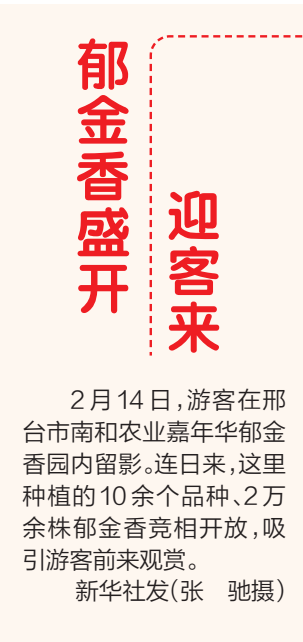 郁金香盛开
迎客来
2月14日,游客在邢
台市南和农业嘉年华郁金
香园内留影。连日来,这里
种植的10余个品种、2万
余株郁金香竞相开放,吸
引游客前来观赏。
新华社发(张　驰摄)